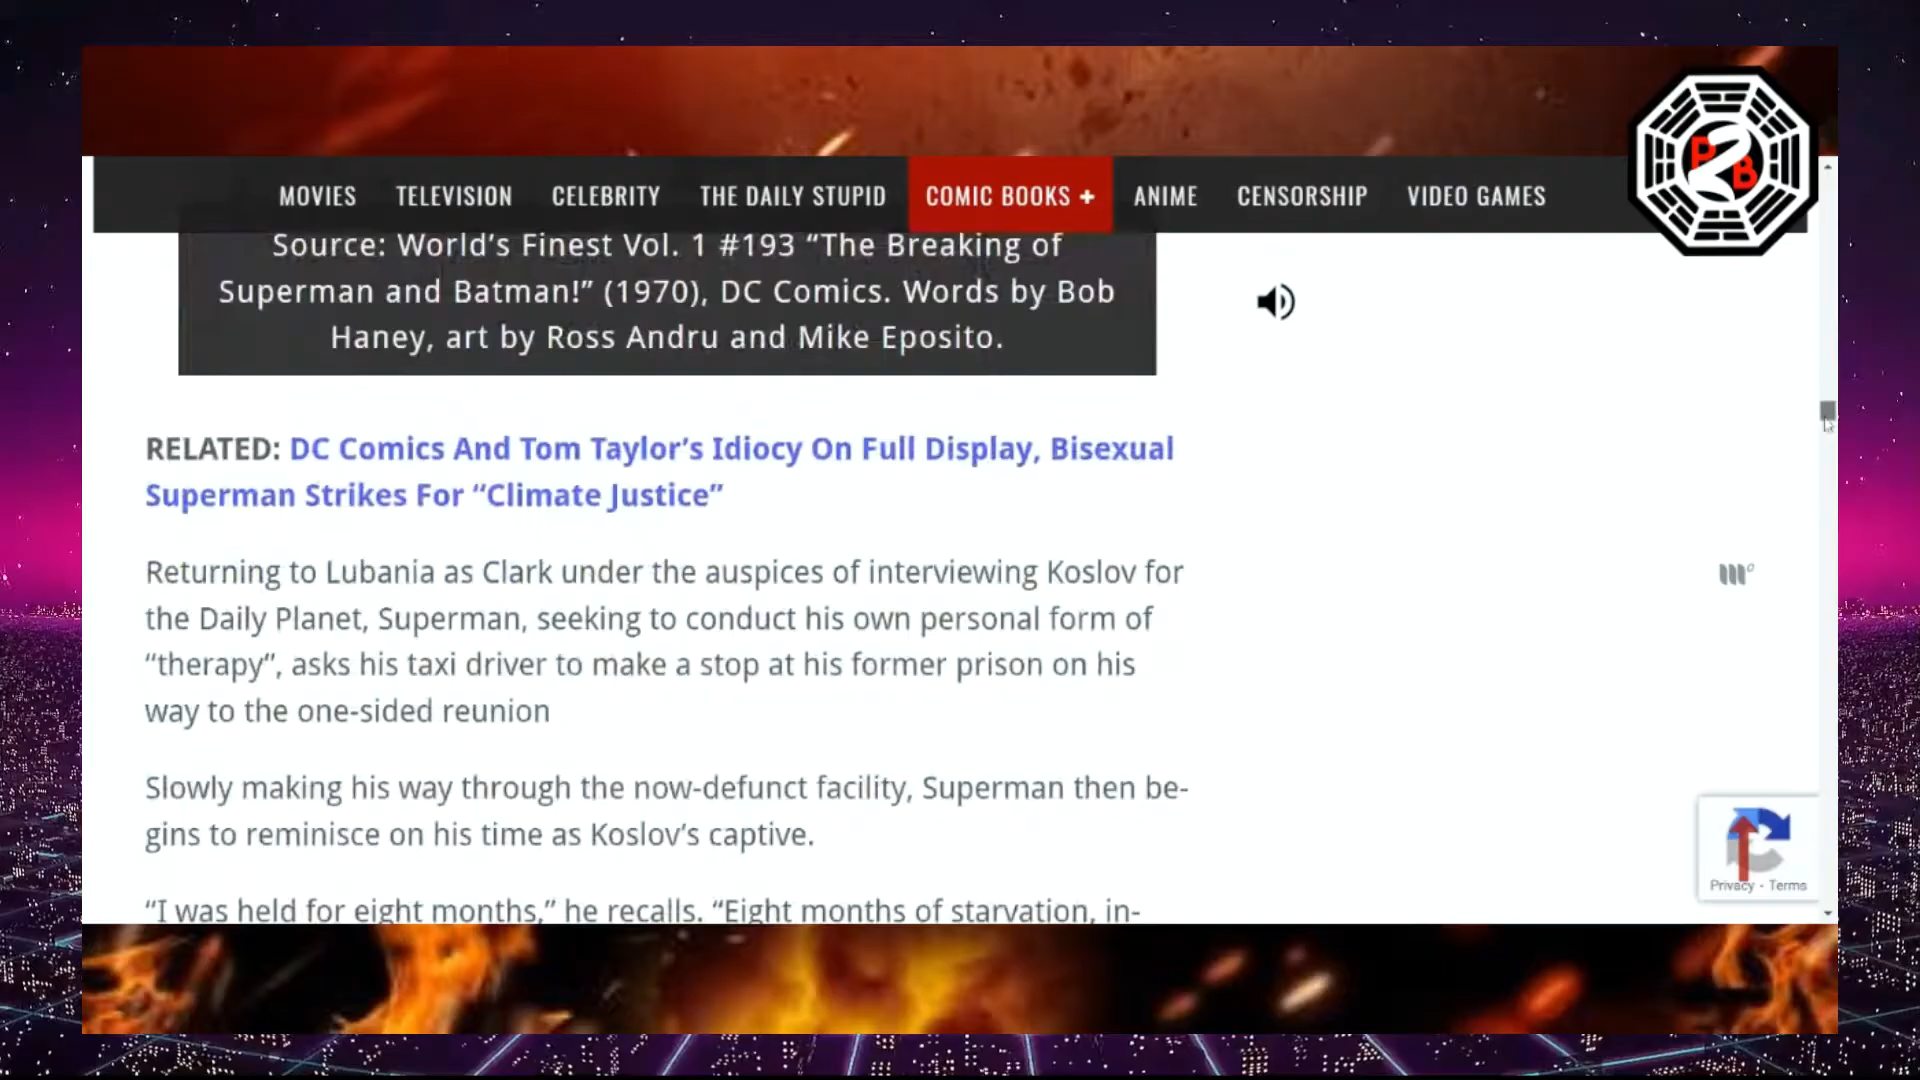 MOVIES TELEVISION CELEBRITY THE DAILY STUPID COMIC BOOKS + ANIME CENSORSHIP VIDEO GAMES
Source: World’s Finest Vol. 1 #193 “The Breaking of
Superman and Batman!” (1970), DC Comics. Words by Bob
Haney, art by Ross Andru and Mike Eposito.
RELATED: DC Comics And Tom Taylor’s Idiocy On Full Display, Bisexual
Superman Strikes For “Climate Justice”
Returning to Lubania as Clark under the auspices of interviewing Koslov for
the Daily Planet, Superman, seeking to conduct his own personal form of
“therapy”, asks his taxi driver to make a stop at his former prison on his
way to the one-sided reunion
Slowly making his way through the now-defunct facility, Superman then be-
gins to reminisce on his time as Koslov’s captive.
“I was held for eight months,” he recalls. “Eight months of starvation, in-
Privacy - Terms